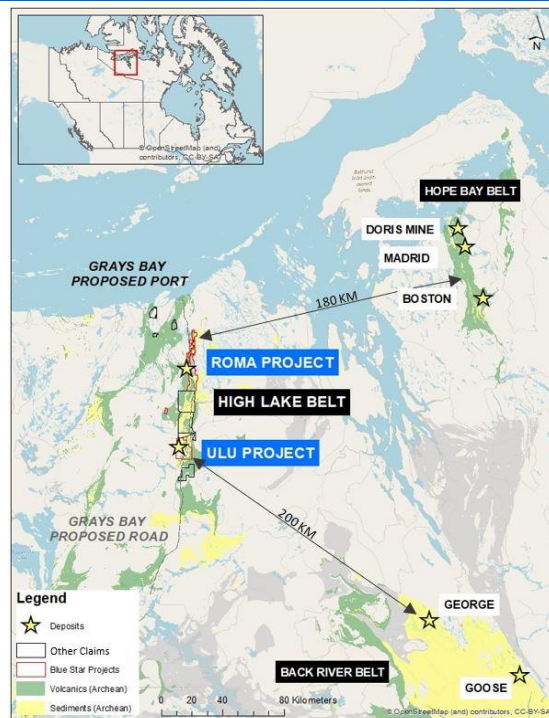 © OpenStreetMap (and)
contributors, CC-BY-SA
N
HOPE BAY BELT
DORIS MINE
MADRID
BOSTON
GRAYS BAY
PROPOSED PORT
180 KM
ROMA PROJECT
HIGH LAKE BELT
ULU PROJECT
200KM
GRAYS BAY
PROPOSED ROAD
GEORGE
BACK RIVER BELT
GOOSE
Legend
Deposits
Other Claims
Blue Star Projects
Volcanics (Archean)
Sediments (Archean)
0 10 20 40 60 80 Kilometers
© OpenStreetMap (and)
contributors, CC-BY-SA